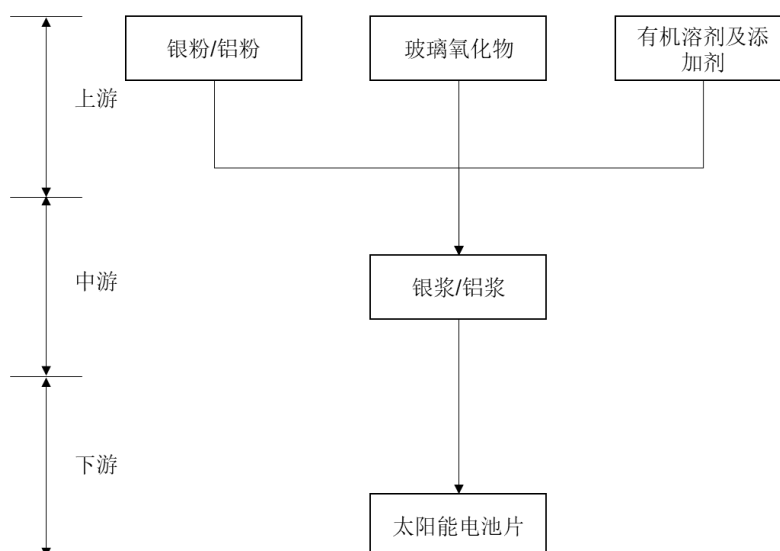 银粉/铝粉
玻璃氧化物
有机溶剂及添
加剂
上游
中游
银浆/铝浆
下游
太阳能电池片